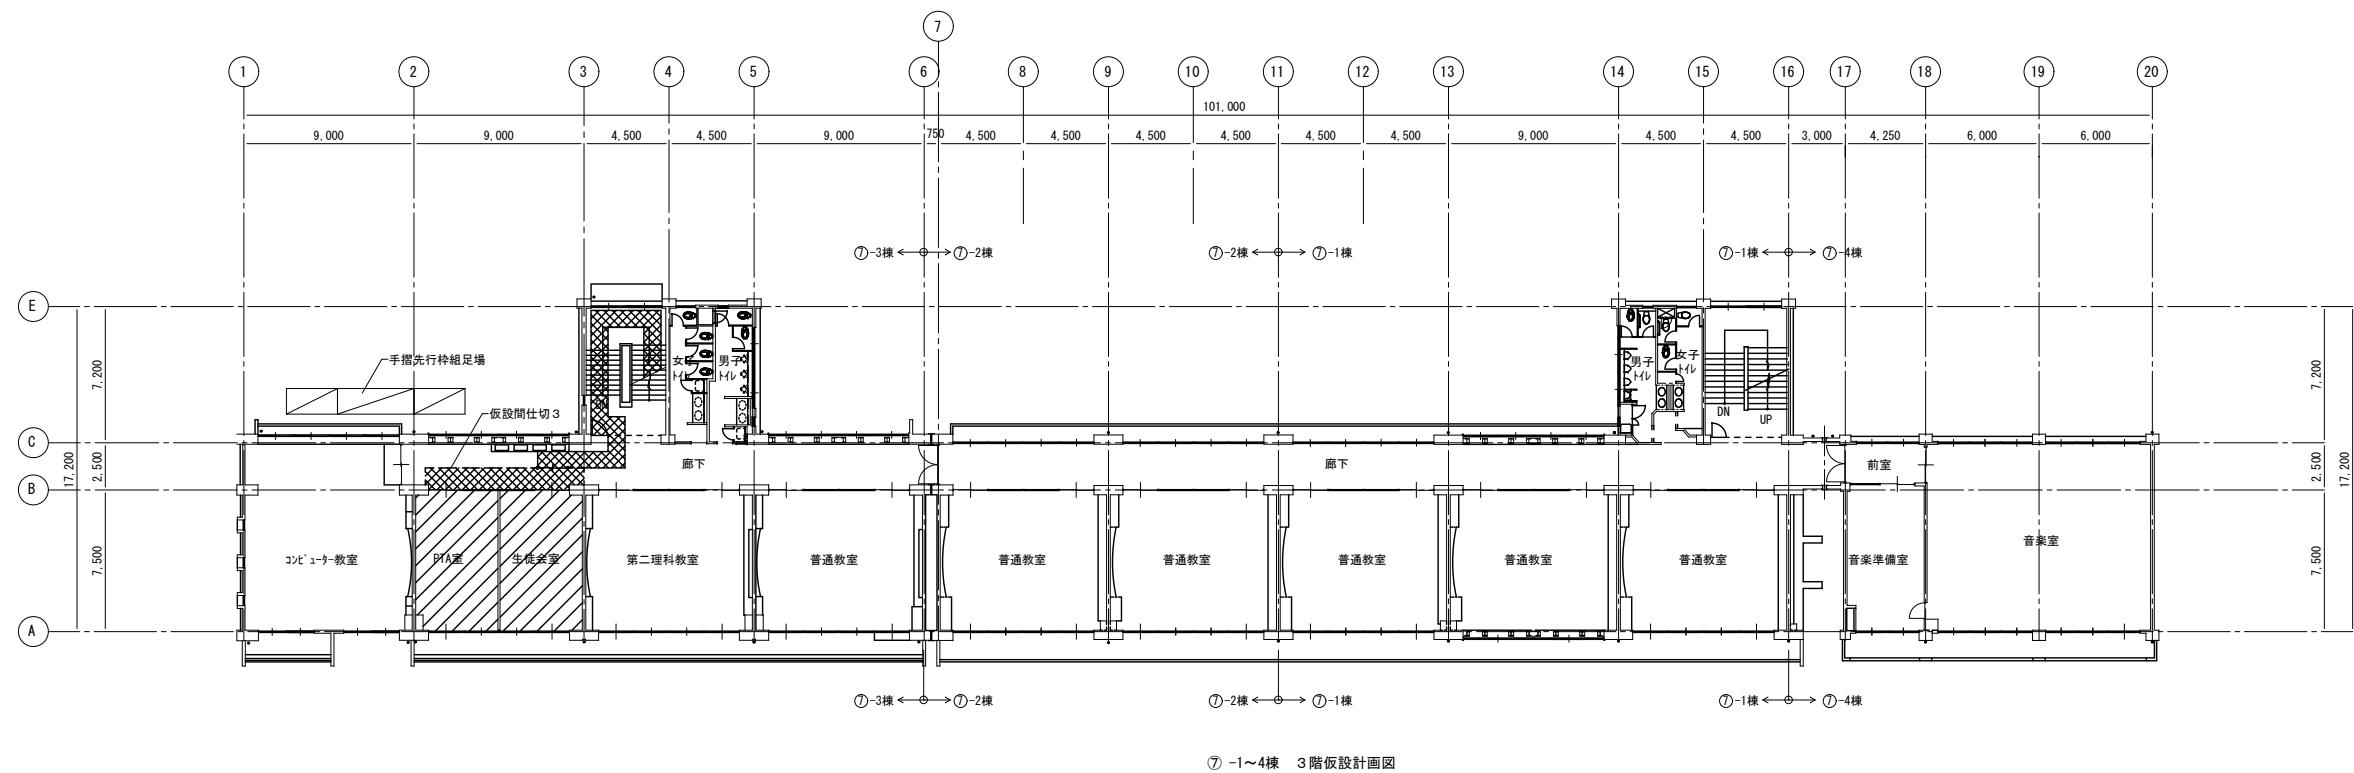 7
1 2 3 4 5 6 8 9 10 11 12 13 14 15 16 17 18 19 20
101,000
9,000 9,000 4,500 4,500 9,000 750 4,500 4,500 4,500 4,500 4,500 4,500 9,000 4,500 4,500 3,000 4,250 6,000 6,000
⑦-3棟 ⑦-2棟 ⑦-2棟 ⑦-1棟 ⑦-1棟 ⑦-4棟
E
手摺先行枠組足場
7,200 7,200
女子 男子 男子 女子
トイレ トイレ トイレ トイレ
仮設間仕切3
DN UP
C
17,200 2,500 廊下 廊下 前室 2,500 17,200
B
コンピューター教室 PTA室 生徒会室 第二理科教室 普通教室 普通教室 普通教室 普通教室 普通教室 普通教室 音楽準備室 音楽室
7,500 7,500
A
⑦-3棟 ⑦-2棟 ⑦-2棟 ⑦-1棟 ⑦-1棟 ⑦-4棟
⑦ -1~4棟 3階仮設計画図